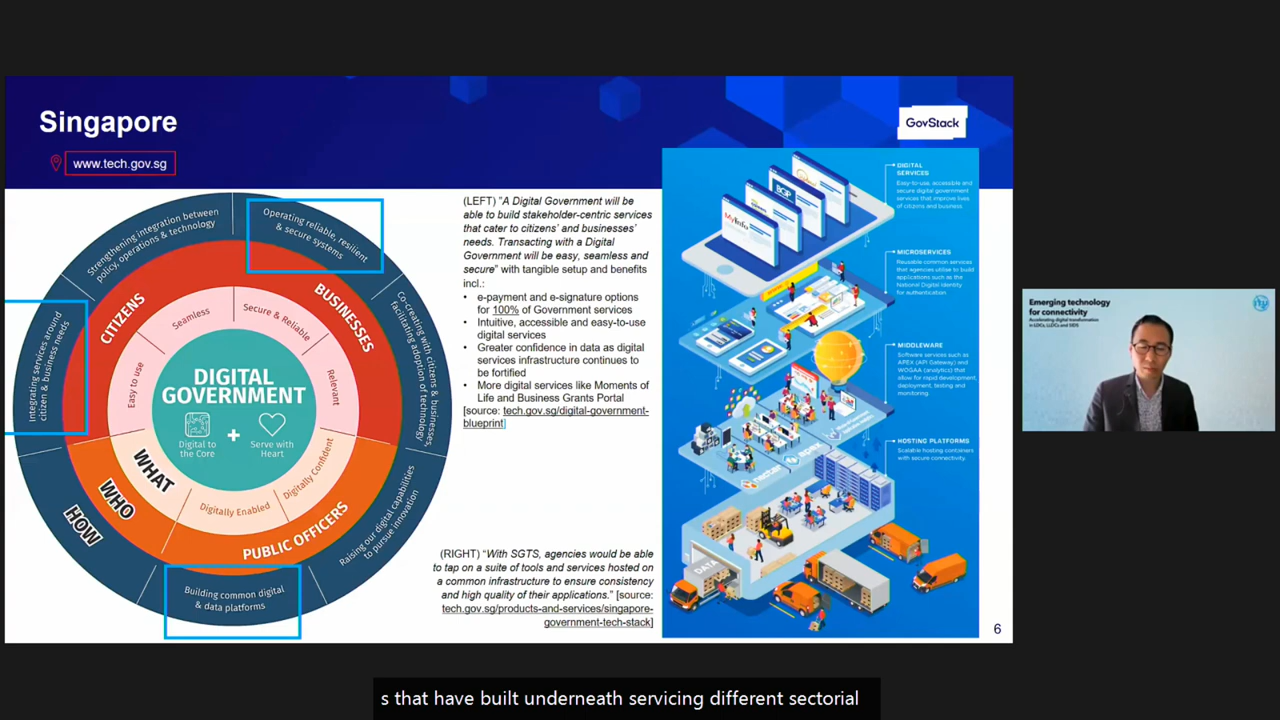 Singapore
www.tech.gov.sg
GovStack
Strengthening integration between
policy, operations & technology
Operating reliable, resilient
& secure systems
Co-creating with citizens & businesses,
facilitating adoption of technology
Raising our digital capabilities
to pursue innovation
Building common digital
& data platforms
Integrating services around
citizen & business needs
CITIZENS
BUSINESSES
PUBLIC OFFICERS
Easy to use
Seamless
Secure & Reliable
Relevant
Digitally Confident
Digitally Enabled
WHAT
WHO
HOW
DIGITAL
GOVERNMENT
Digital to
the Core
+
Serve with
Heart
(LEFT) "A Digital Government will be
able to build stakeholder-centric services
that cater to citizens' and businesses'
needs. Transacting with a Digital
Government will be easy, seamless and
secure" with tangible setup and benefits
incl.:
• e-payment and e-signature options
for 100% of Government services
• Intuitive, accessible and easy-to-use
digital services
• Greater confidence in data as digital
services infrastructure continues to
be fortified
• More digital services like Moments of
Life and Business Grants Portal
[source: tech.gov.sg/digital-government-
blueprint]
(RIGHT) "With SGTS, agencies would be able
to tap on a suite of tools and services hosted on
a common infrastructure to ensure consistency
and high quality of their applications." [source:
tech.gov.sg/products-and-services/singapore-
government-tech-stack]
DIGITAL
SERVICES
Easy-to-use, accessible and
secure digital government
services that improve lives
of citizens and business.
MICROSERVICES
Reusable common services
that agencies utilise to build
applications such as the
National Digital Identity
for authentication.
MIDDLEWARE
Software services such as
APEX (API Gateway) and
WOGAA (analytics) that
allow for rapid development,
deployment, testing and
monitoring.
HOSTING PLATFORMS
Scalable hosting containers
with secure connectivity.
MyInfo
BGP
APEX
DATA
6
Emerging technology
for connectivity
Accelerating digital transformation
in LDCs, LLDCs and SIDS
s that have built underneath servicing different sectorial